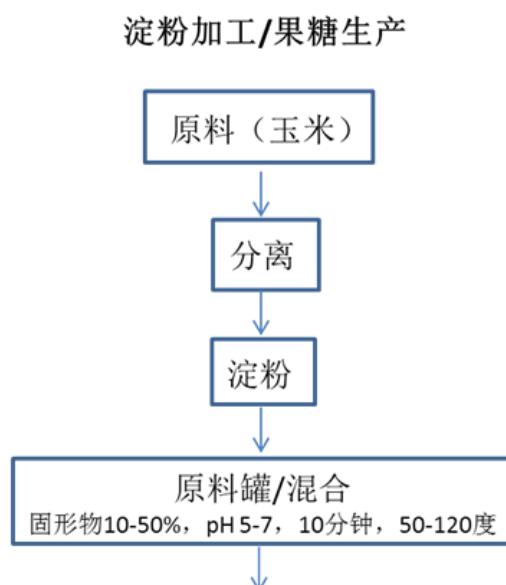 淀粉加工/果糖生产
原料（玉米）
分离
淀粉
原料罐/混合
固形物10-50%，pH 5-7，10分钟，50-120度